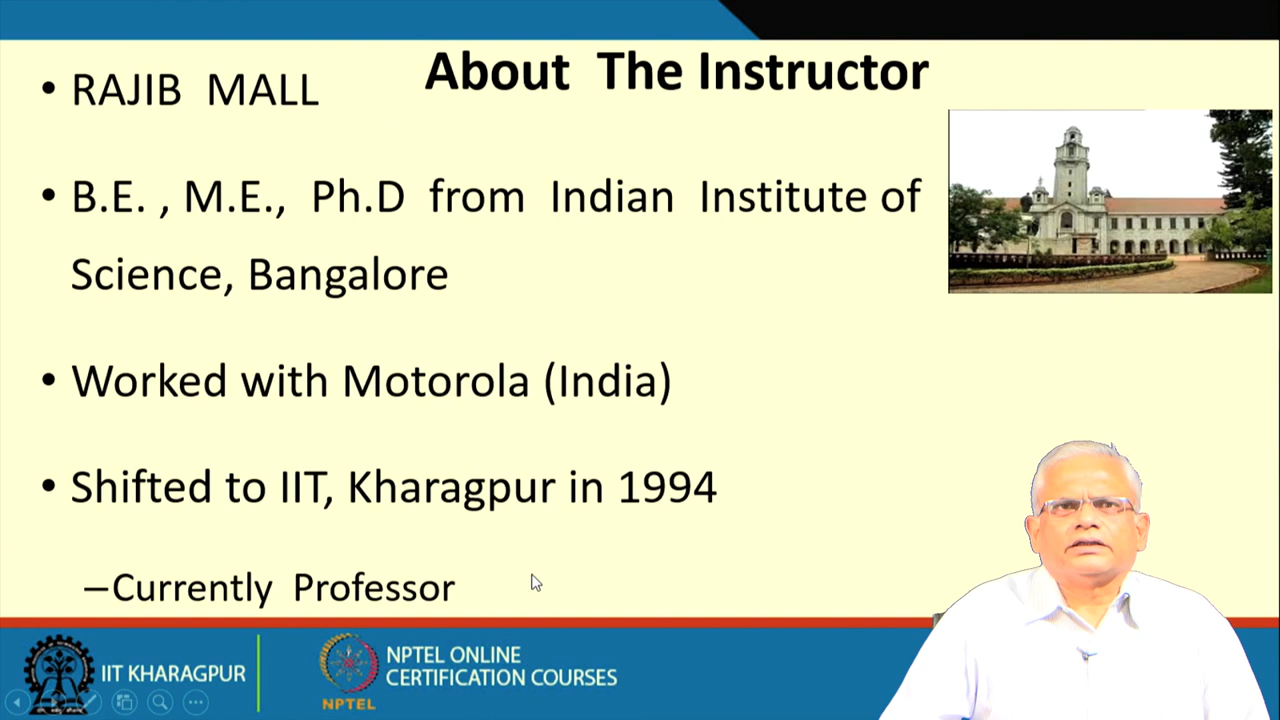 About The Instructor
• RAJIB MALL
• B.E. , M.E., Ph.D from Indian Institute of
Science, Bangalore
• Worked with Motorola (India)
• Shifted to IIT, Kharagpur in 1994
–Currently Professor
IIT KHARAGPUR
NPTEL
NPTEL ONLINE
CERTIFICATION COURSES